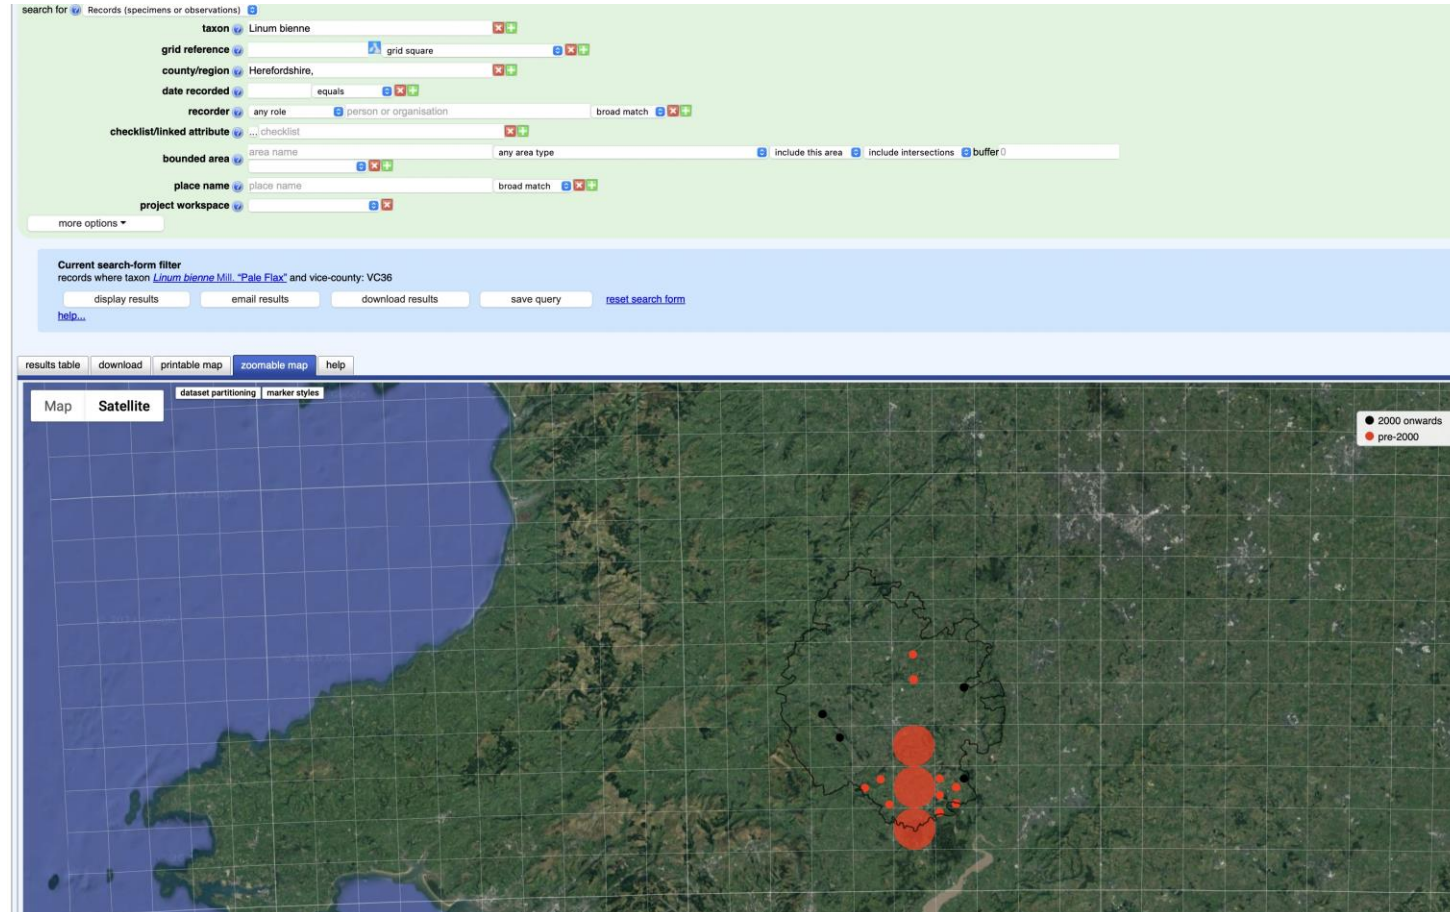 search for Records (specimens or observations)
taxon Linum bienne
grid reference grid square
county/region Herefordshire,
date recorded equals
recorder any role person or organisation broad match
checklist/linked attribute ... checklist
bounded area area name any area type include this area include intersections buffer 0
place name place name broad match
project workspace
more options
Current search-form filter
records where taxon Linum bienne Mill. "Pale Flax" and vice-county: VC36
display results email results download results save query reset search form
help...
results table download printable map zoomable map help
Map Satellite dataset partitioning marker styles
2000 onwards
pre-2000